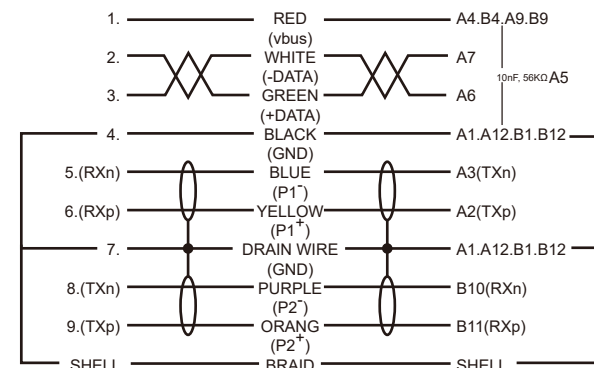 1. RED A4.B4.A9.B9
(vbus)
2. WHITE A7
(-DATA) 10nF, 56KΩ A5
3. GREEN A6
(+DATA)
4. BLACK A1.A12.B1.B12
(GND)
5.(RXn) BLUE A3(TXn)
(P1-)
6.(RXp) YELLOW A2(TXp)
(P1+)
7. DRAIN WIRE A1.A12.B1.B12
(GND)
8.(TXn) PURPLE B10(RXn)
(P2-)
9.(TXp) ORANG B11(RXp)
(P2+)
SHELL BRAID SHELL